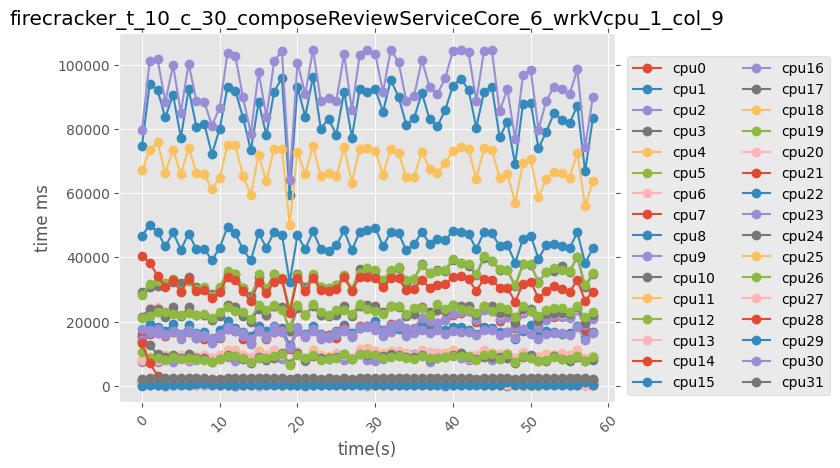 firecracker_t_10_c_30_composeReviewServiceCore_6_wrkVcpu_1_col_9
100000
80000
60000
40000
20000
0
time ms
0
10
20
30
40
50
60
time(s)
cpu0
cpu1
cpu2
cpu3
cpu4
cpu5
cpu6
cpu7
cpu8
cpu9
cpu10
cpu11
cpu12
cpu13
cpu14
cpu15
cpu16
cpu17
cpu18
cpu19
cpu20
cpu21
cpu22
cpu23
cpu24
cpu25
cpu26
cpu27
cpu28
cpu29
cpu30
cpu31